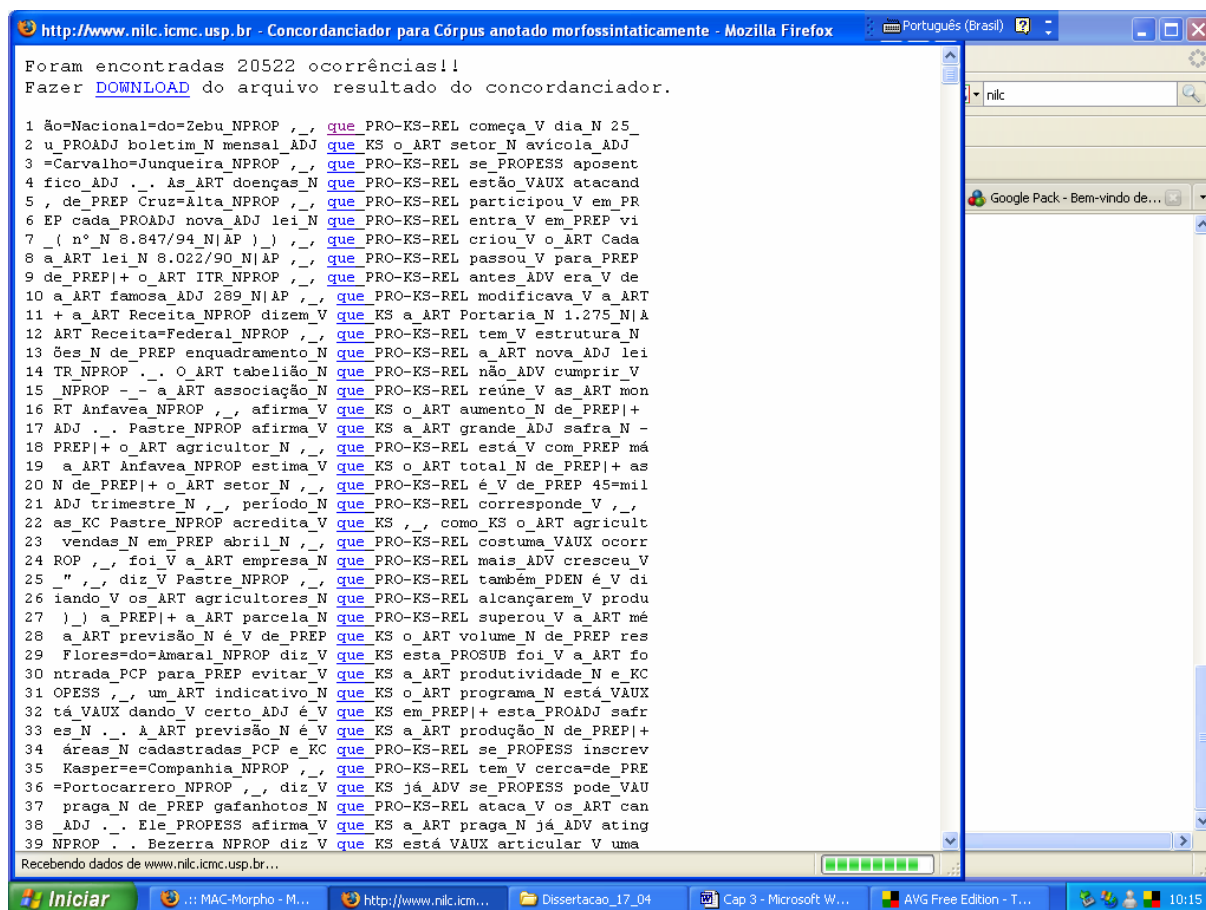 http://www.nilc.icmc.usp.br - Concordanciador para Córpus anotado morfossintaticamente - Mozilla Firefox
Português (Brasil)
Foram encontradas 20522 ocorrências!!
Fazer DOWNLOAD do arquivo resultado do concordanciador.
nilc
Google Pack - Bem-vindo de...
1 ão=Nacional=do=Zebu_NPROP ,_, que_PRO-KS-REL começa_V dia_N 25_
2 u_PROADJ boletim_N mensal_ADJ que_KS o_ART setor_N avícola_ADJ
3 =Carvalho=Junqueira_NPROP ,_, que_PRO-KS-REL se_PROPESS aposent
4 fico_ADJ ._. As_ART doenças_N que_PRO-KS-REL estão_VAUX atacand
5 , de_PREP Cruz=Alta_NPROP ,_, que_PRO-KS-REL participou_V em_PR
6 EP cada_PROADJ nova_ADJ lei_N que_PRO-KS-REL entra_V em_PREP vi
7 _( nº_N 8.847/94_N|AP )_) ,_, que_PRO-KS-REL criou_V o_ART Cada
8 a_ART lei_N 8.022/90_N|AP ,_, que_PRO-KS-REL passou_V para_PREP
9 de_PREP|+ o_ART ITR_NPROP ,_, que_PRO-KS-REL antes_ADV era_V de
10 a_ART famosa_ADJ 289_N|AP ,_, que_PRO-KS-REL modificava_V a_ART
11 + a_ART Receita_NPROP dizem_V que_KS a_ART Portaria_N 1.275_N|A
12 ART Receita=Federal_NPROP ,_, que_PRO-KS-REL tem_V estrutura_N
13 ões_N de_PREP enquadramento_N que_PRO-KS-REL a_ART nova_ADJ lei
14 TR_NPROP ._. O_ART tabelião_N que_PRO-KS-REL não_ADV cumprir_V
15 _NPROP -_- a_ART associação_N que_PRO-KS-REL reúne_V as_ART mon
16 RT Anfavea_NPROP ,_, afirma_V que_KS o_ART aumento_N de_PREP|+
17 ADJ ._. Pastre_NPROP afirma_V que_KS a_ART grande_ADJ safra_N -
18 PREP|+ o_ART agricultor_N ,_, que_PRO-KS-REL está_V com_PREP má
19 a_ART Anfavea_NPROP estima_V que_KS o_ART total_N de_PREP|+ as
20 N de_PREP|+ o_ART setor_N ,_, que_PRO-KS-REL é_V de_PREP 45=mil
21 ADJ trimestre_N ,_, período_N que_PRO-KS-REL corresponde_V ,_,
22 as_KC Pastre_NPROP acredita_V que_KS ,_, como_KS o_ART agricult
23 vendas_N em_PREP abril_N ,_, que_PRO-KS-REL costuma_VAUX ocorr
24 ROP ,_, foi_V a_ART empresa_N que_PRO-KS-REL mais_ADV cresceu_V
25 _" ,_, diz_V Pastre_NPROP ,_, que_PRO-KS-REL também_PDEN é_V di
26 iando_V os_ART agricultores_N que_PRO-KS-REL alcançarem_V produ
27 )_) a_PREP|+ a_ART parcela_N que_PRO-KS-REL superou_V a_ART mé
28 a_ART previsão_N é_V de_PREP que_KS o_ART volume_N de_PREP res
29 Flores=do=Amaral_NPROP diz_V que_KS esta_PROSUB foi_V a_ART fo
30 ntrada_PCP para_PREP evitar_V que_KS a_ART produtividade_N e_KC
31 OPESS ,_, um_ART indicativo_N que_KS o_ART programa_N está_VAUX
32 tá_VAUX dando_V certo_ADJ é_V que_KS em_PREP|+ esta_PROADJ safr
33 es_N ._. A_ART previsão_N é_V que_KS a_ART produção_N de_PREP|+
34 áreas_N cadastradas_PCP e_KC que_PRO-KS-REL se_PROPESS inscrev
35 Kasper=e=Companhia_NPROP ,_, que_PRO-KS-REL tem_V cerca=de_PRE
36 =Portocarrero_NPROP ,_, diz_V que_KS já_ADV se_PROPESS pode_VAU
37 praga_N de_PREP gafanhotos_N que_PRO-KS-REL ataca_V os_ART can
38 _ADJ ._. Ele_PROPESS afirma_V que_KS a_ART praga_N já_ADV ating
39 NPROP . . Bezerra_NPROP diz_V que_KS está_VAUX articular_V uma
Recebendo dados de www.nilc.icmc.usp.br...
Iniciar
.:: MAC-Morpho - M...
http://www.nilc.icm...
Dissertacao_17_04
Cap 3 - Microsoft W...
AVG Free Edition - T...
10:15